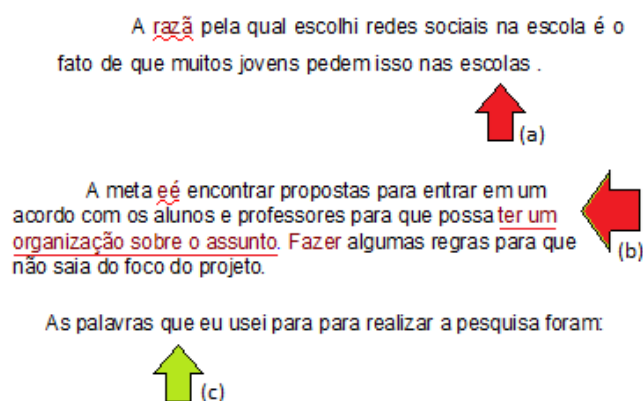 A razã pela qual escolhi redes sociais na escola é o
fato de que muitos jovens pedem isso nas escolas .
(a)
A meta eé encontrar propostas para entrar em um
acordo com os alunos e professores para que possa ter um
organização sobre o assunto. Fazer algumas regras para que
não saia do foco do projeto.
(b)
As palavras que eu usei para para realizar a pesquisa foram:
(c)